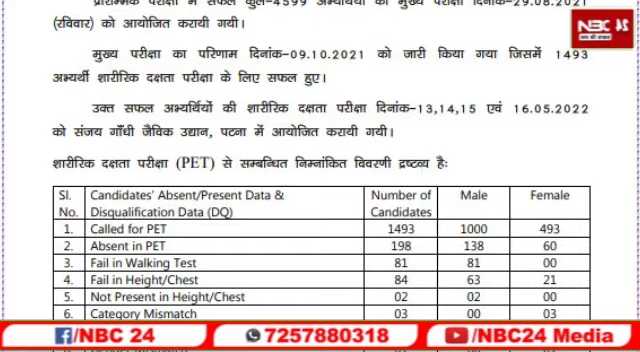 प्रारम्भिक परीक्षा में सफल कुल-4599 अभ्यर्थियों की मुख्य परीक्षा दिनांक-29.08.2021
(रविवार) को आयोजित करायी गयी।
NBC 24
मुख्य परीक्षा का परिणाम दिनांक-09.10.2021 को जारी किया गया जिसमें 1493
अभ्यर्थी शारीरिक दक्षता परीक्षा के लिए सफल हुए।
उक्त सफल अभ्यर्थियों की शारीरिक दक्षता परीक्षा दिनांक-13,14,15 एवं 16.05.2022
को संजय गाँधी जैविक उद्यान, पटना में आयोजित करायी गयी।
शारीरिक दक्षता परीक्षा (PET) से सम्बन्धित निम्नांकित विवरणी द्रष्टव्य हैः
Sl. No. Candidates' Absent/Present Data & Disqualification Data (DQ) Number of Candidates Male Female
1. Called for PET 1493 1000 493
2. Absent in PET 198 138 60
3. Fail in Walking Test 81 81 00
4. Fail in Height/Chest 84 63 21
5. Not Present in Height/Chest 02 02 00
6. Category Mismatch 03 00 03
/NBC 24 7257880318 /NBC24 Media